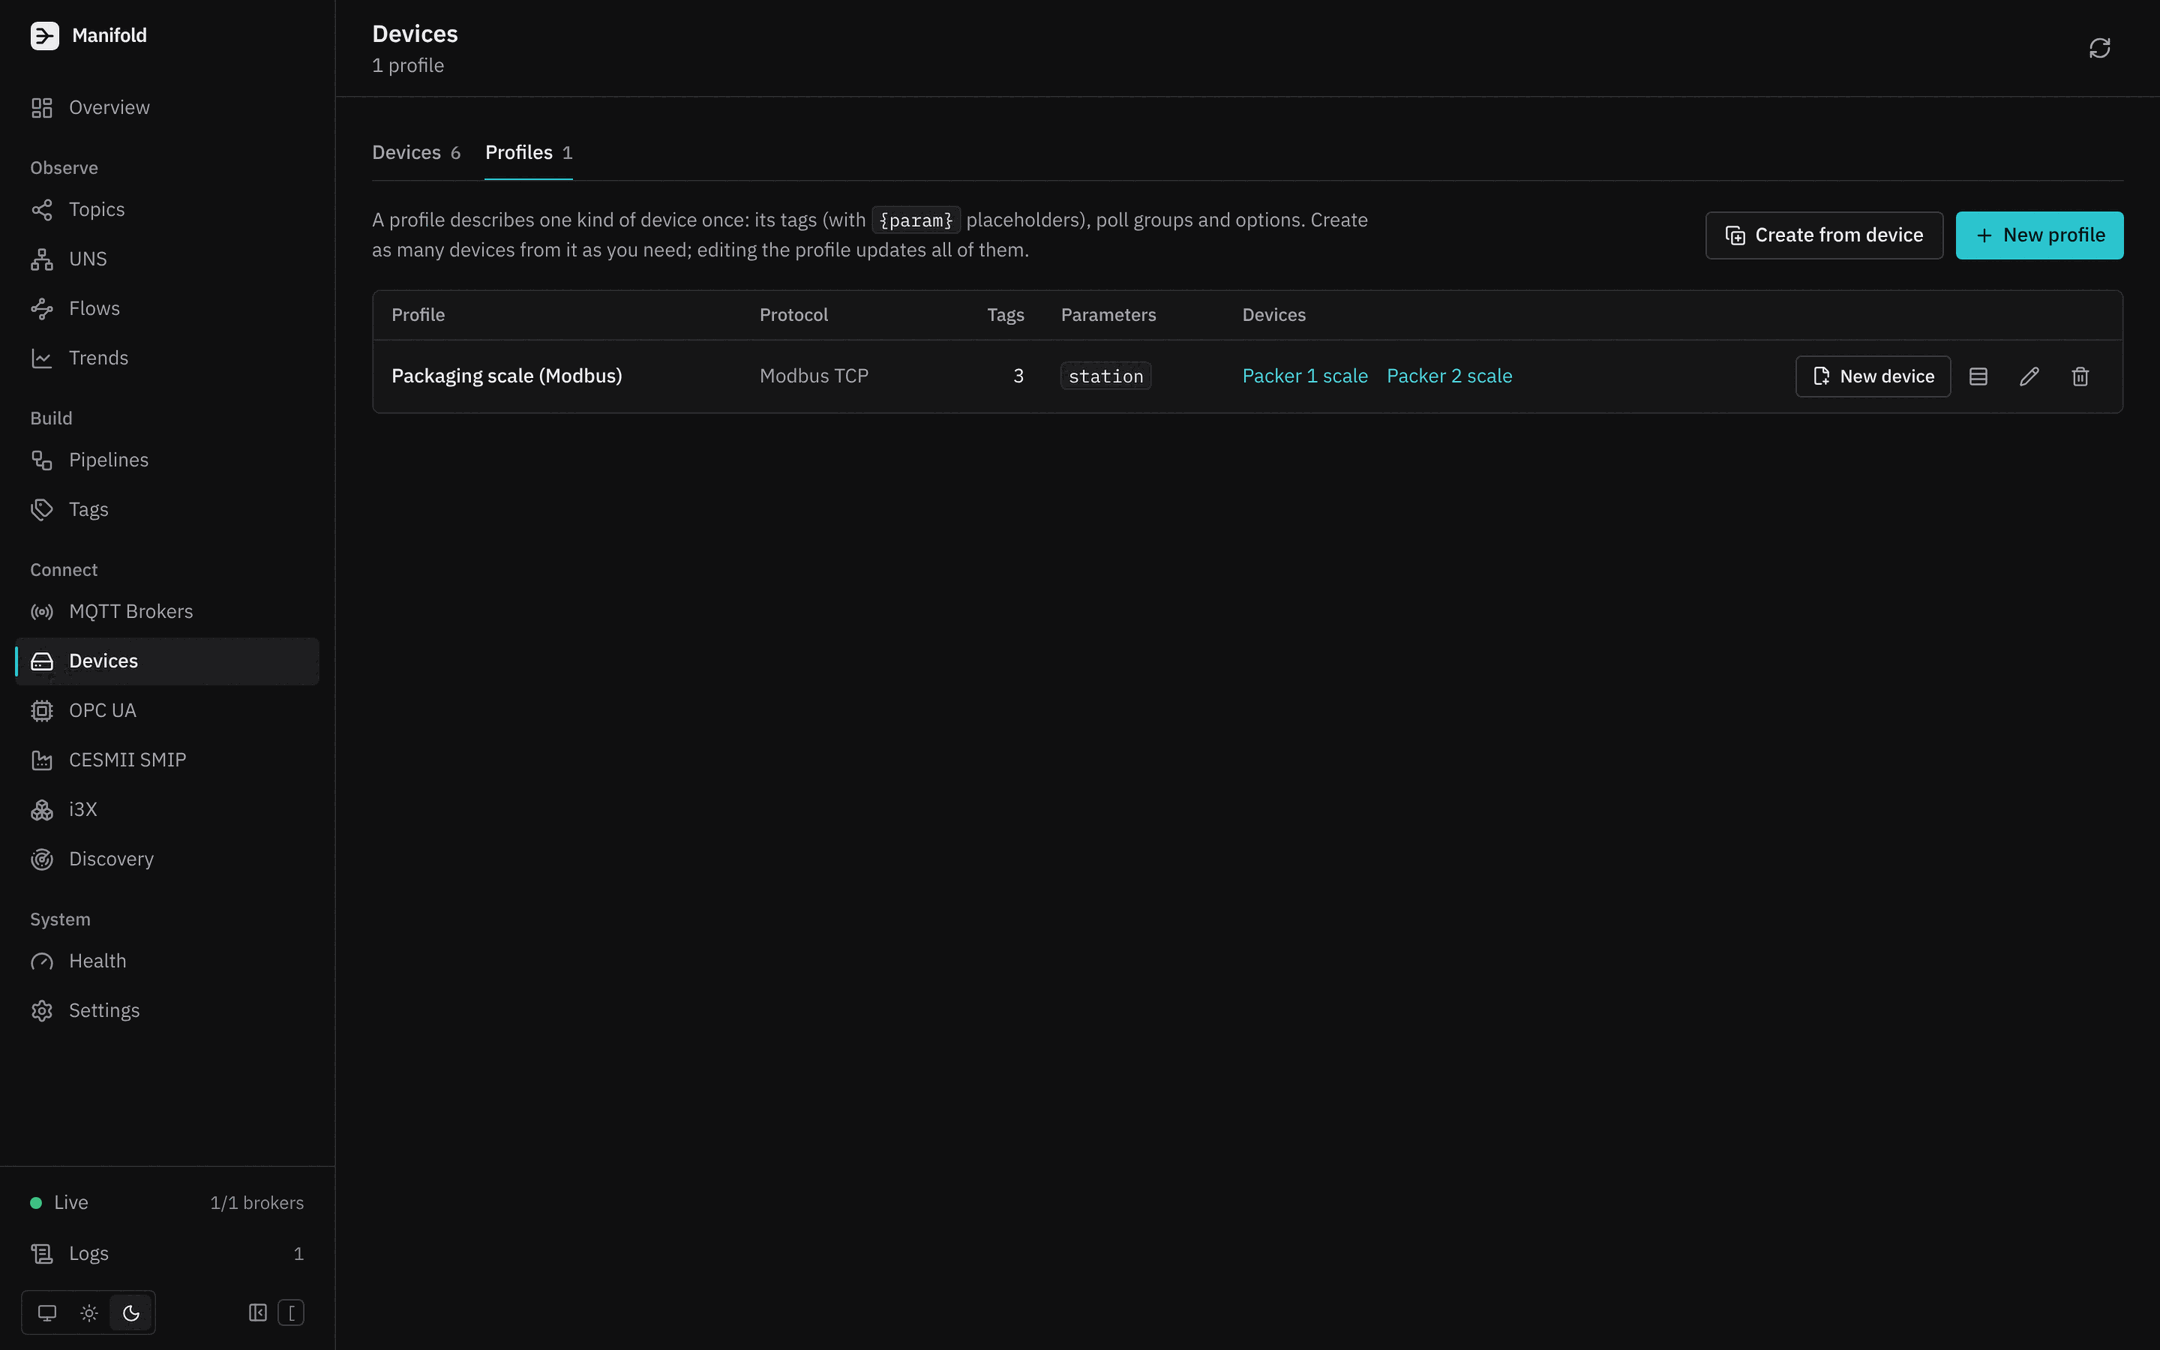 Manifold
Overview
Observe
Topics
UNS
Flows
Trends
Build
Pipelines
Tags
Connect
MQTT Brokers
Devices
OPC UA
CESMII SMIP
i3X
Discovery
System
Health
Settings
Live 1/1 brokers
Logs 1
[
Devices
1 profile
Devices 6 Profiles 1
A profile describes one kind of device once: its tags (with {param} placeholders), poll groups and options. Create
as many devices from it as you need; editing the profile updates all of them.
Create from device
New profile
Profile Protocol Tags Parameters Devices
Packaging scale (Modbus) Modbus TCP 3 station Packer 1 scale Packer 2 scale New device